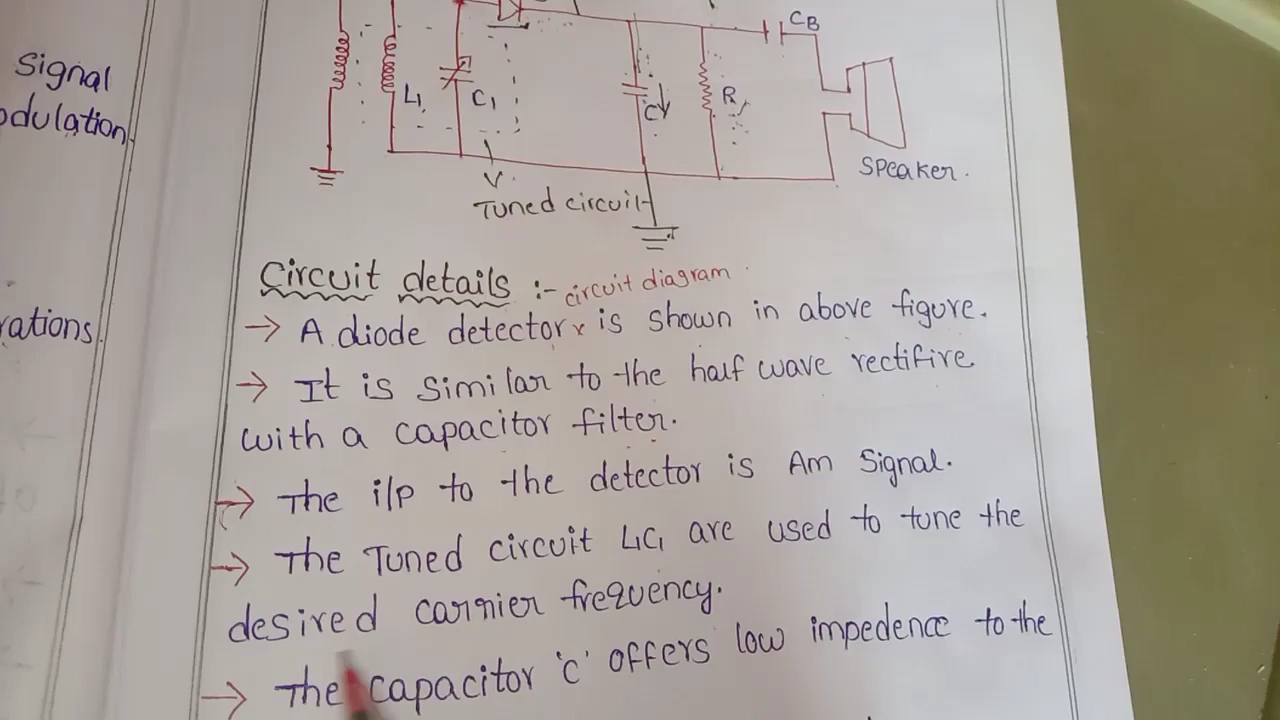 CB
Signal
odulation
L1
C1
C
R
Speaker.
Tuned circuit
Circuit details :- circuit diagram
→ A diode detector x is shown in above figure.
→ It is similar to the half wave rectifire
with a capacitor filter.
→ The i/p to the detector is Am Signal.
rations
→ The Tuned circuit L1C1 are used to tune the
desired carrier frequency.
→ The capacitor 'c' offers low impedence to the